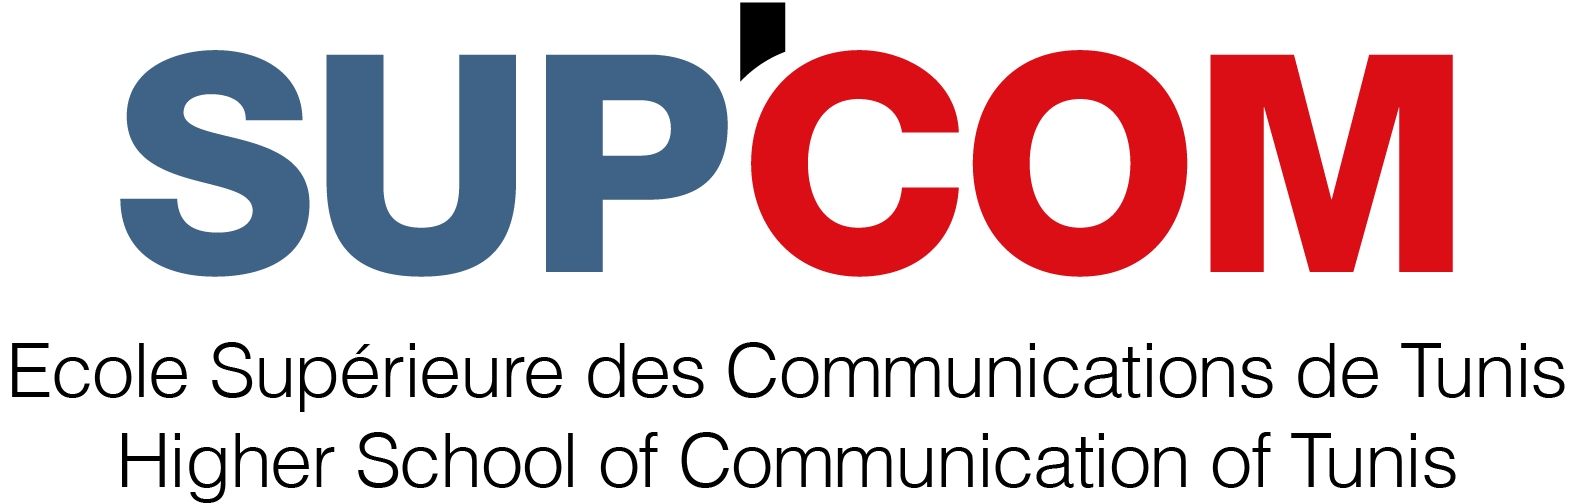 SUP'COM
Ecole Supérieure des Communications de Tunis
Higher School of Communication of Tunis